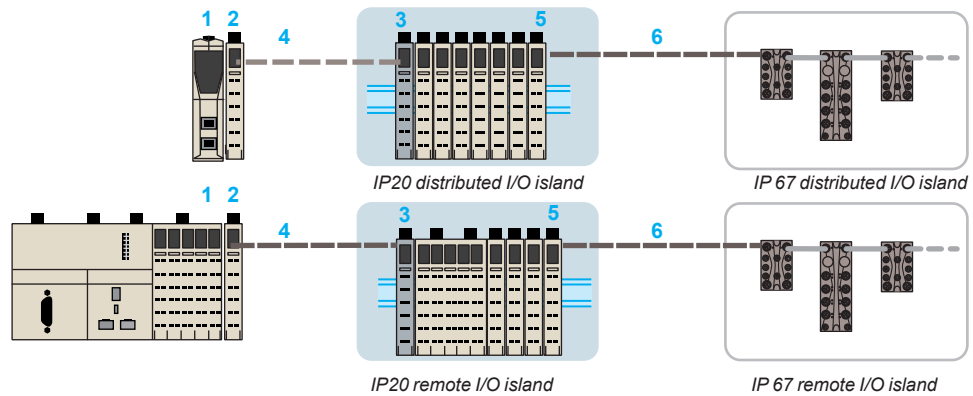 1 2 4 3 5 6
IP20 distributed I/O island IP 67 distributed I/O island
1 2 4 3 5 6
IP20 remote I/O island IP 67 remote I/O island